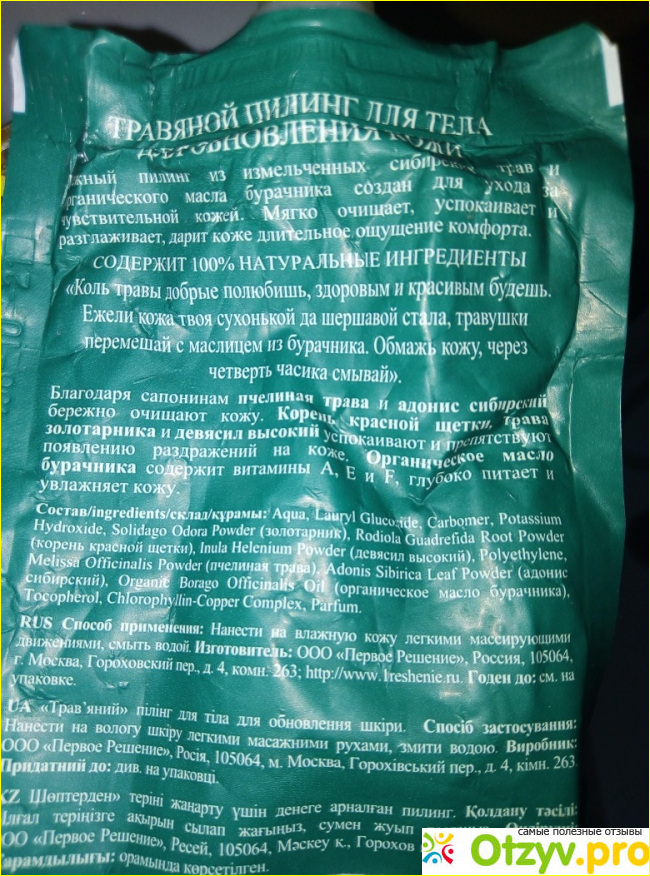 ТРАВЯНОЙ ПИЛИНГ ДЛЯ ТЕЛА
КОЖИ
пилинг из измельченных сибирских трав и
органического масла бурачника создан для ухода за
чувствительной кожей. Мягко очищает, успокаивает и
разглаживает, дарит коже длительное ощущение комфорта.
СОДЕРЖИТ 100% НАТУРАЛЬНЫЕ ИНГРЕДИЕНТЫ
«Коль травы добрые полюбишь, здоровым и красивым будешь.
Ежели кожа твоя сухонькой да шершавой стала, травушки
перемешай с маслицем из бурачника. Обмажь кожу, через
четверть часика смывай».
Благодаря сапонинам пчелиная трава и адонис сибирский
бережно очищают кожу. Корень красной щетки, трава
золотарника и девясил высокий успокаивают и препятствуют
появлению раздражений на коже. Органическое масло
бурачника содержит витамины А, Е и F, глубоко питает и
увлажняет кожу.
Состав/ingredients/склад/құрамы: Aqua, Lauryl Glucoside, Carbomer, Potassium
Hydroxide, Solidago Odora Powder (золотарник), Rodiola Guadrefida Root Powder
(корень красной щетки), Inula Helenium Powder (девясил высокий), Polyethylene,
Melissa Officinalis Powder (пчелиная трава), Adonis Sibirica Leaf Powder (адонис
сибирский), Organic Borago Officinalis Oil (органическое масло бурачника),
Tocopherol, Chlorophyllin-Copper Complex, Parfum.
RUS Способ применения: Нанести на влажную кожу легкими массирующими
движениями, смыть водой. Изготовитель: ООО «Первое Решение», Россия, 105064,
г. Москва, Гороховский пер., д. 4, комн. 263; http://www.1reshenie.ru. Годен до: см. на
упаковке.
UA «Трав'яний» пілінг для тіла для обновлення шкіри. Спосіб застосування:
Нанести на вологу шкіру легкими масажними рухами, змити водою. Виробник:
ООО «Первое Решение», Росія, 105064, м. Москва, Горохівський пер., д. 4, кімн. 263.
Придатний до: див. на упаковці.
KZ Шөптерден» теріні жаңарту үшін денеге арналған пилинг. Қолдану тәсілі:
Ылғал теріңізге ақырын сылап жағыңыз, сумен жуып
ООО «Первое Решение», Ресей, 105064, Мәскеу к., Горохов
Жарамдылығы: орамында көрсетілген.
самые полезные отзывы
Otzyv.pro